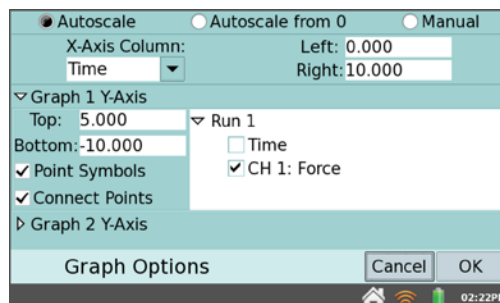 Autoscale Autoscale from 0 Manual
X-Axis Column: Left: 0.000
Time Right: 10.000
Graph 1 Y-Axis
Top: 5.000 Run 1
Bottom: -10.000 Time
Point Symbols CH 1: Force
Connect Points
Graph 2 Y-Axis
Graph Options Cancel OK